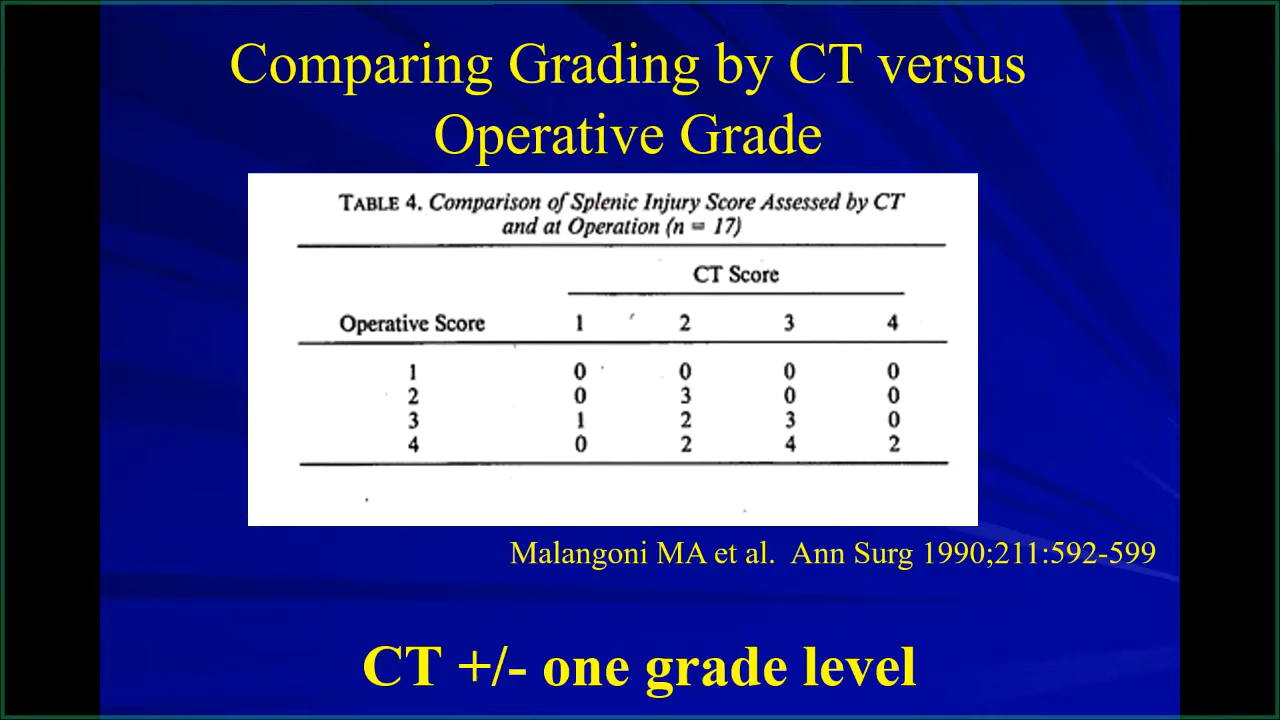 Comparing Grading by CT versus
Operative Grade
TABLE 4. Comparison of Splenic Injury Score Assessed by CT
and at Operation (n = 17)
CT Score
Operative Score 1 2 3 4
1 0 0 0 0
2 0 3 0 0
3 1 2 3 0
4 0 2 4 2
Malangoni MA et al. Ann Surg 1990;211:592-599
CT +/- one grade level